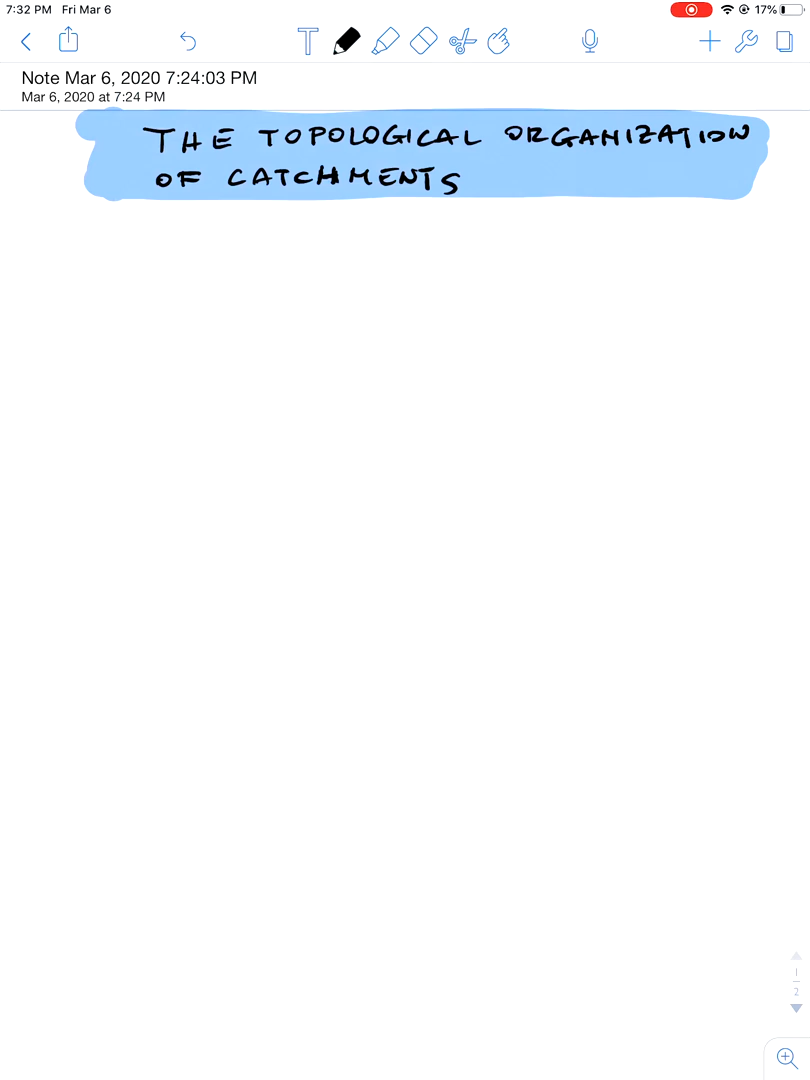 7:32 PM Fri Mar 6 17%
T
Note Mar 6, 2020 7:24:03 PM
Mar 6, 2020 at 7:24 PM
THE TOPOLOGICAL ORGANIZATION
OF CATCHMENTS
1
2